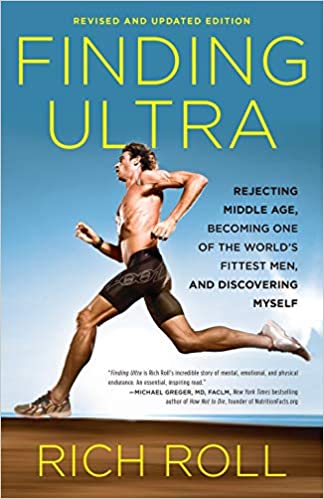 REVISED AND UPDATED EDITION
FINDING
ULTRA
REJECTING
MIDDLE AGE,
BECOMING ONE
OF THE WORLD'S
FITTEST MEN,
AND DISCOVERING
MYSELF
"Finding Ultra is Rich Roll's incredible story of mental, emotional, and physical
endurance. An essential, inspiring read."
—MICHAEL GREGER, MD, FACLM, New York Times bestselling
author of How Not to Die, founder of NutritionFacts.org
RICH ROLL